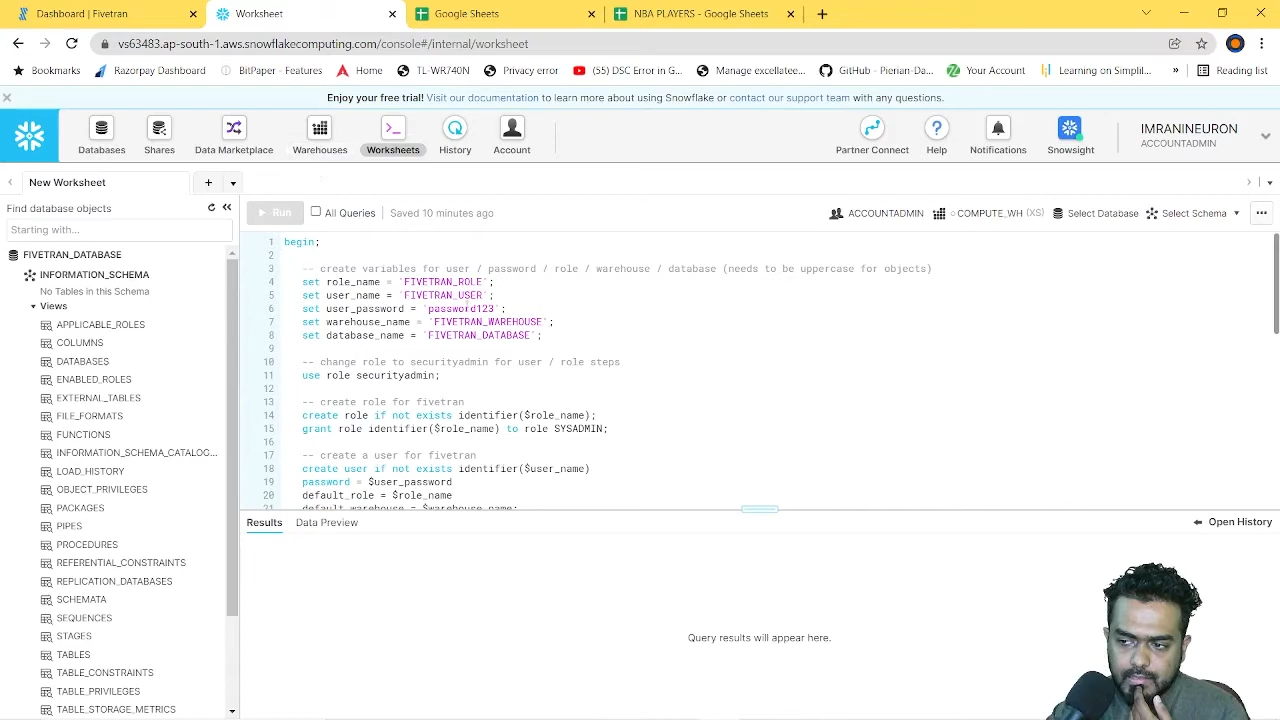 Dashboard | Fivetran
Worksheet
Google Sheets
NBA PLAYERS - Google Sheets
vs63483.ap-south-1.aws.snowflakecomputing.com/console#/internal/worksheet
Bookmarks
Razorpay Dashboard
BitPaper - Features
Home
TL-WR740N
Privacy error
(55) DSC Error in G...
Manage excellatee...
GitHub - Pierian-Da...
Your Account
Learning on Simpli...
»
Reading list
Enjoy your free trial! Visit our documentation to learn more about using Snowflake or contact our support team with any questions.
Databases
Shares
Data Marketplace
Warehouses
Worksheets
History
Account
Partner Connect
Help
Notifications
Snowsight
IMRANINEURON
ACCOUNTADMIN
New Worksheet
Find database objects
Starting with...
FIVETRAN_DATABASE
INFORMATION_SCHEMA
No Tables in this Schema
Views
APPLICABLE_ROLES
COLUMNS
DATABASES
ENABLED_ROLES
EXTERNAL_TABLES
FILE_FORMATS
FUNCTIONS
INFORMATION_SCHEMA_CATALOG...
LOAD_HISTORY
OBJECT_PRIVILEGES
PACKAGES
PIPES
PROCEDURES
REFERENTIAL_CONSTRAINTS
REPLICATION_DATABASES
SCHEMATA
SEQUENCES
STAGES
TABLES
TABLE_CONSTRAINTS
TABLE_PRIVILEGES
TABLE_STORAGE_METRICS
Run
All Queries
Saved 10 minutes ago
ACCOUNTADMIN
COMPUTE_WH (XS)
Select Database
Select Schema
1 begin;
2
3 -- create variables for user / password / role / warehouse / database (needs to be uppercase for objects)
4 set role_name = 'FIVETRAN_ROLE';
5 set user_name = 'FIVETRAN_USER';
6 set user_password = 'password123';
7 set warehouse_name = 'FIVETRAN_WAREHOUSE';
8 set database_name = 'FIVETRAN_DATABASE';
9
10 -- change role to securityadmin for user / role steps
11 use role securityadmin;
12
13 -- create role for fivetran
14 create role if not exists identifier($role_name);
15 grant role identifier($role_name) to role SYSADMIN;
16
17 -- create a user for fivetran
18 create user if not exists identifier($user_name)
19 password = $user_password
20 default_role = $role_name
21 default_warehouse = $warehouse_name;
Results
Data Preview
Open History
Query results will appear here.